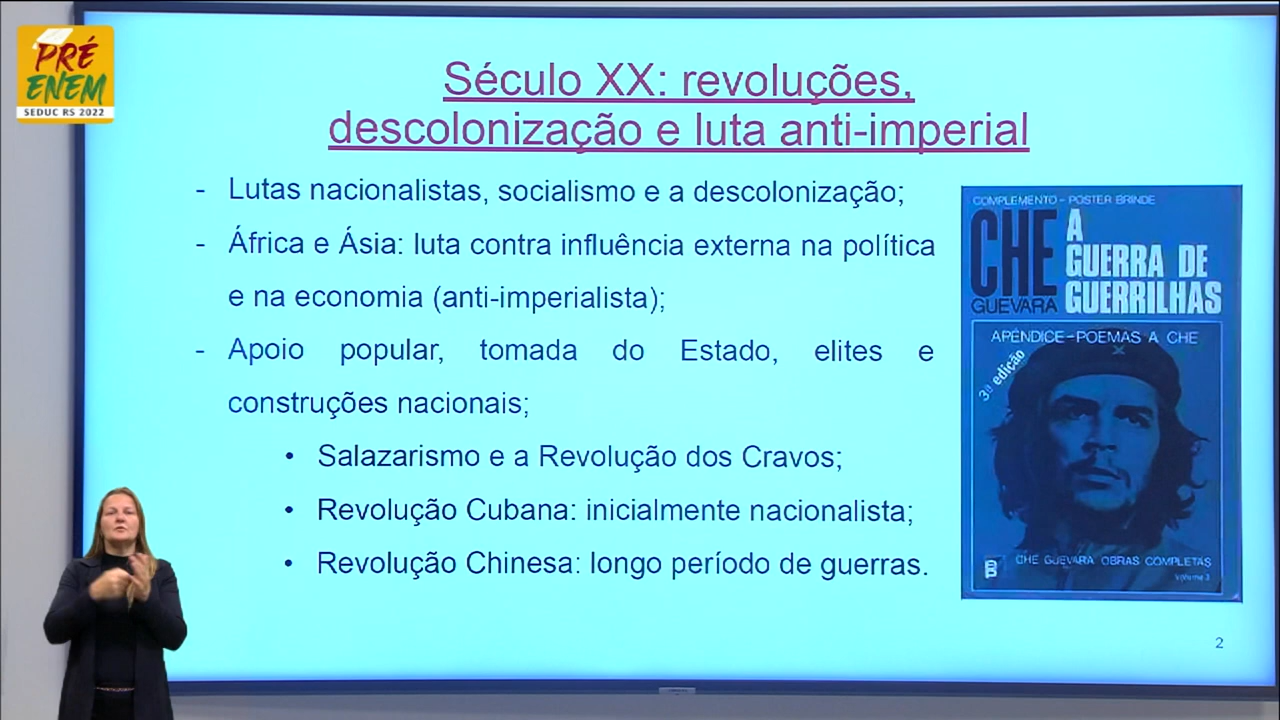 PRÉ
ENEM
SEDUC RS 2022
Século XX: revoluções,
descolonização e luta anti-imperial
- Lutas nacionalistas, socialismo e a descolonização;
- África e Ásia: luta contra influência externa na política
e na economia (anti-imperialista);
- Apoio popular, tomada do Estado, elites e
construções nacionais;
• Salazarismo e a Revolução dos Cravos;
• Revolução Cubana: inicialmente nacionalista;
• Revolução Chinesa: longo período de guerras.
COMPLEMENTO - POSTER BRINDE
CHE
GUEVARA
A
GUERRA DE
GUERRILHAS
APÊNDICE - POEMAS A CHE
3ª edição
CHE GUEVARA OBRAS COMPLETAS
Volume 3
2